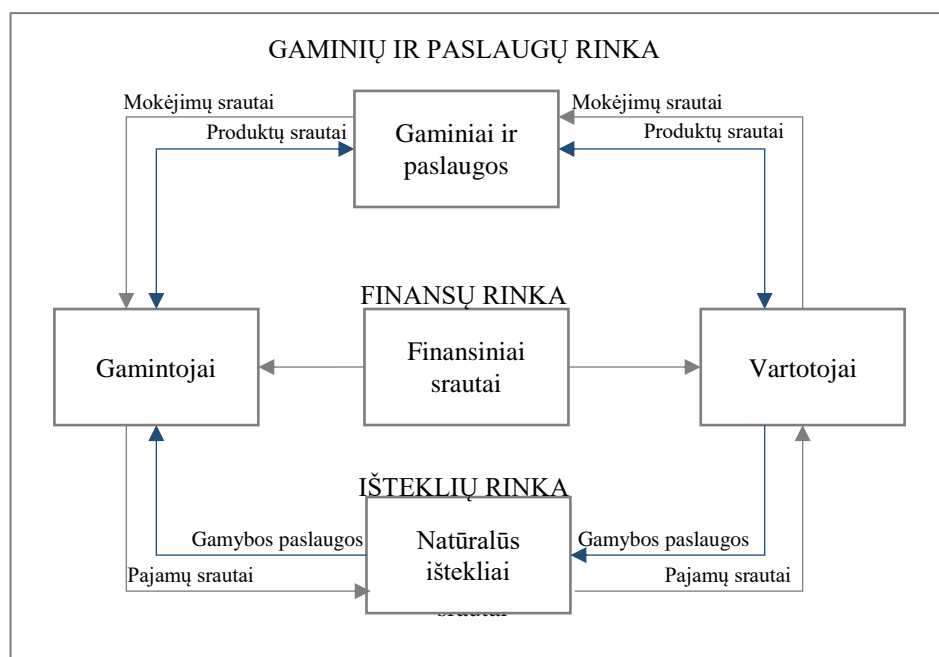 GAMINIŲ IR PASLAUGŲ RINKA
Mokėjimų srautai
Mokėjimų srautai
Produktų srautai
Gaminiai ir
paslaugos
Produktų srautai
FINANSŲ RINKA
Gamintojai
Finansiniai
srautai
Vartotojai
IŠTEKLIŲ RINKA
Gamybos paslaugos
Natūralūs
ištekliai
Gamybos paslaugos
Pajamų srautai
Pajamų srautai
srautai